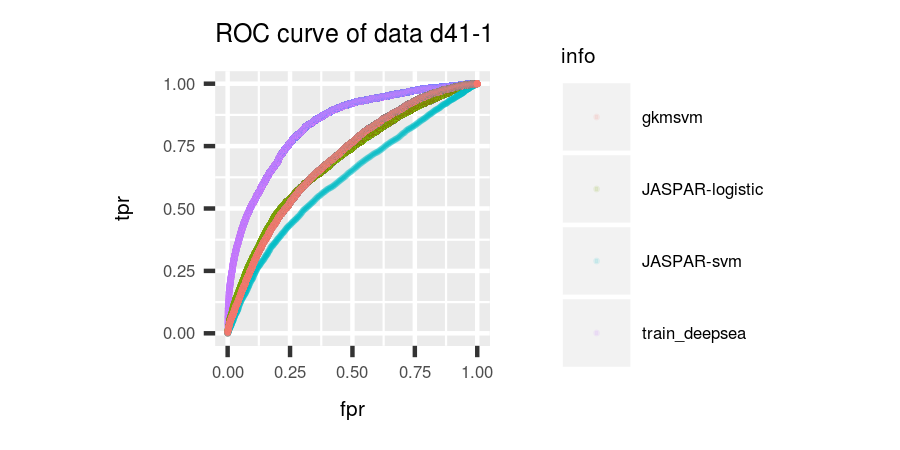 ROC curve of data d41-1
info
1.00
0.75
0.50
0.25
0.00
tpr
0.00 0.25 0.50 0.75 1.00
fpr
gkmsvm
JASPAR-logistic
JASPAR-svm
train_deepsea